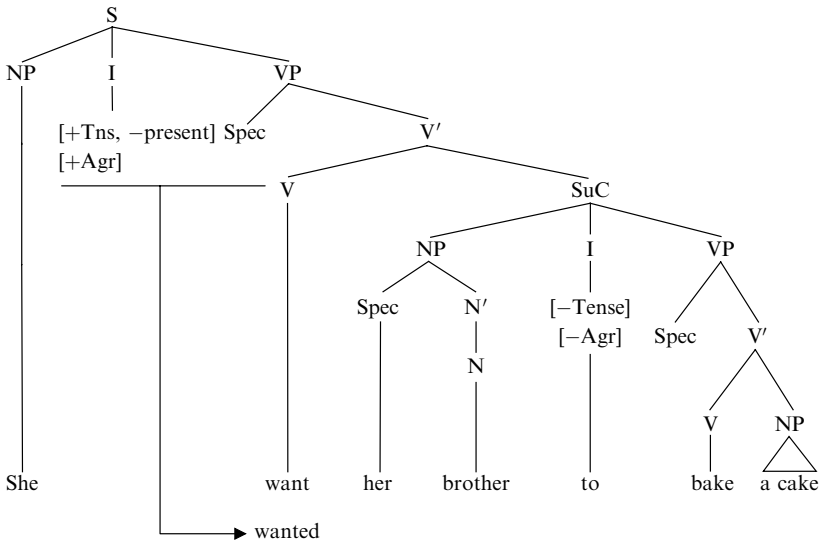 S
NP I VP
[+Tns, −present] Spec V′
[+Agr]
V SuC
NP I VP
Spec N′ [−Tense] Spec V′
[−Agr]
N
V NP
She want her brother to bake a cake
wanted